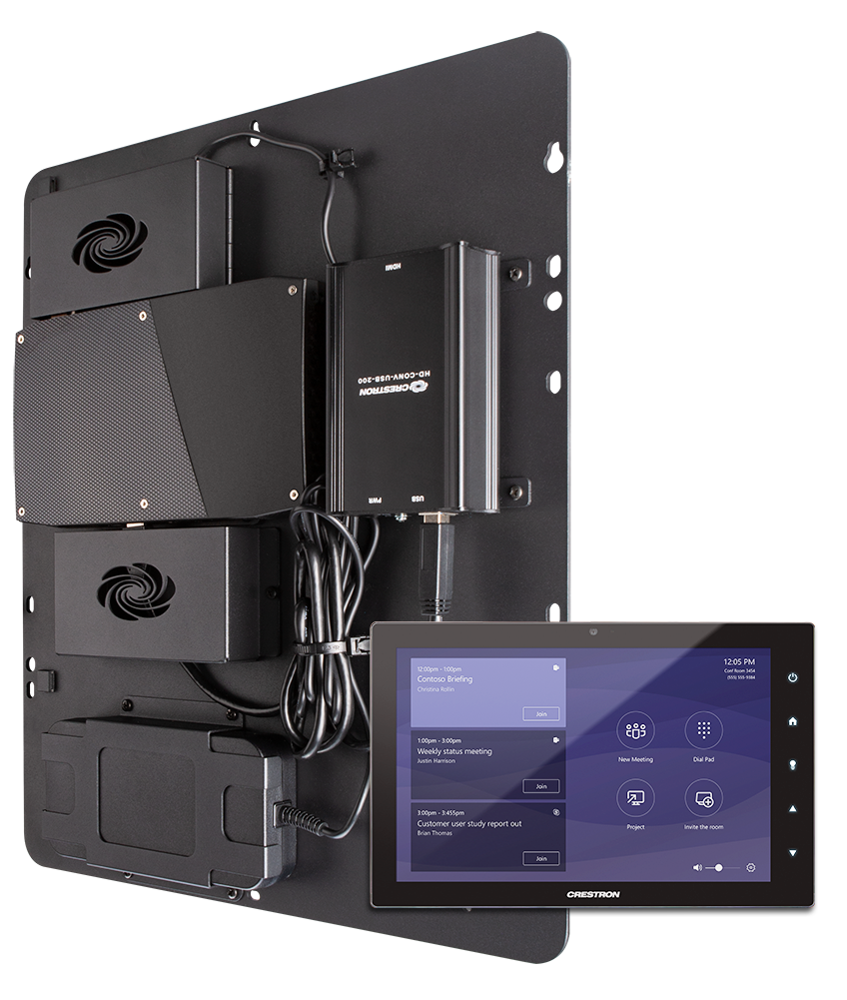 HDMI
CRESTRON
HD-CONV-USB-200
PWR
USB
12:00pm - 1:00pm
Contoso Briefing
Christina Rollin
Join
1:00pm - 3:00pm
Weekly status meeting
Justin Harrison
Join
3:00pm - 3:455pm
Customer user study report out
Brian Thomas
Join
12:05 PM
Conf Room 3454
(555) 555-9384
New Meeting
Dial Pad
Project
Invite the room
CRESTRON